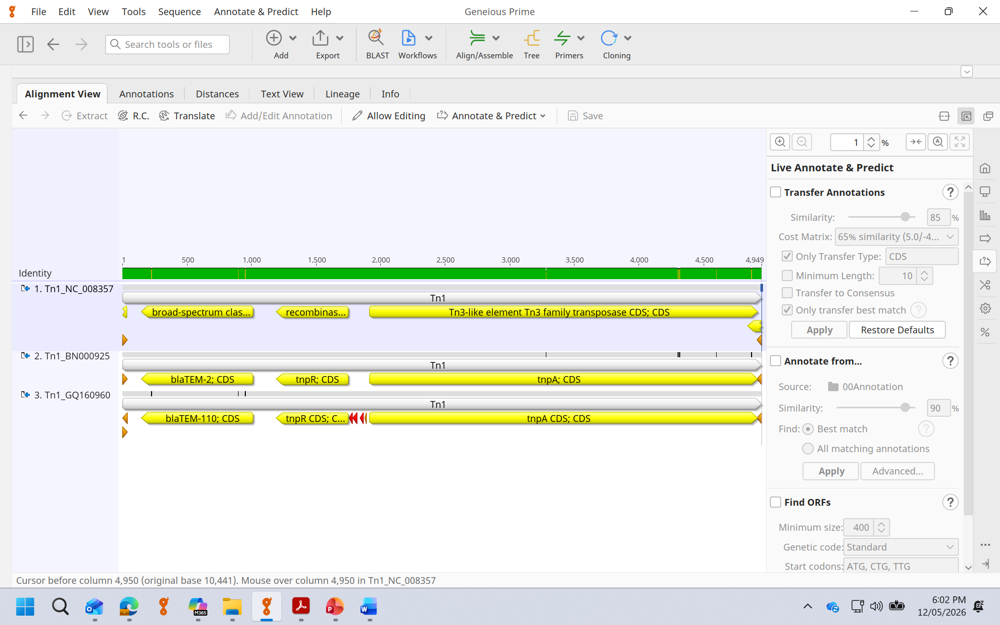 File Edit View Tools Sequence Annotate & Predict Help Geneious Prime
Search tools or files
Add Export BLAST Workflows Align/Assemble Tree Primers Cloning
Alignment View Annotations Distances Text View Lineage Info
Extract R.C. Translate Add/Edit Annotation Allow Editing Annotate & Predict Save
1 %
Live Annotate & Predict
Transfer Annotations ?
Similarity: 85 %
Cost Matrix: 65% similarity (5.0/-4...
Only Transfer Type: CDS
Minimum Length: 10
Transfer to Consensus
Only transfer best match ?
Apply Restore Defaults
Annotate from... ?
Source: 00Annotation
Similarity: 90 %
Find: Best match ?
All matching annotations
Apply Advanced...
Find ORFs ?
Minimum size: 400
Genetic code: Standard
Start codons: ATG, CTG, TTG
1 500 1,000 1,500 2,000 2,500 3,000 3,500 4,000 4,500 4,949
Identity
1. Tn1_NC_008357
Tn1
broad-spectrum clas... recombinas... Tn3-like element Tn3 family transposase CDS; CDS
2. Tn1_BN000925
Tn1
blaTEM-2; CDS tnpR; CDS tnpA; CDS
3. Tn1_GQ160960
Tn1
blaTEM-110; CDS tnpR CDS; C... tnpA CDS; CDS
Cursor before column 4,950 (original base 10,441). Mouse over column 4,950 in Tn1_NC_008357
M365
6:02 PM
12/05/2026